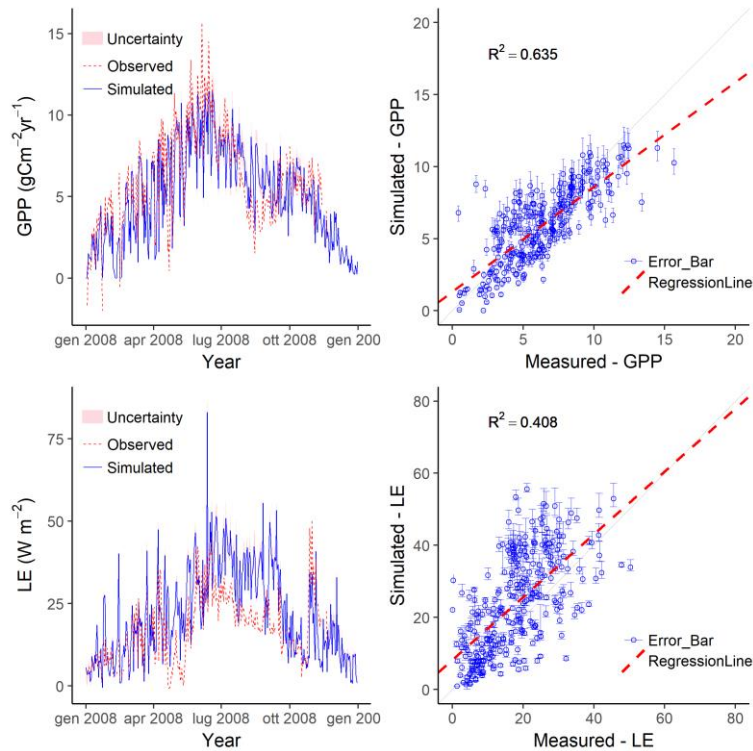 Uncertainty
Observed
Simulated
15
10
5
0
GPP (gCm−2yr−1)
gen 2008 apr 2008 lug 2008 ott 2008 gen 200
Year
R2 = 0.635
20
15
10
5
0
Simulated - GPP
Error_Bar
RegressionLine
0 5 10 15 20
Measured - GPP
Uncertainty
Observed
Simulated
75
50
25
0
LE (W m−2)
gen 2008 apr 2008 lug 2008 ott 2008 gen 200
Year
R2 = 0.408
80
60
40
20
0
Simulated - LE
Error_Bar
RegressionLine
0 20 40 60 80
Measured - LE